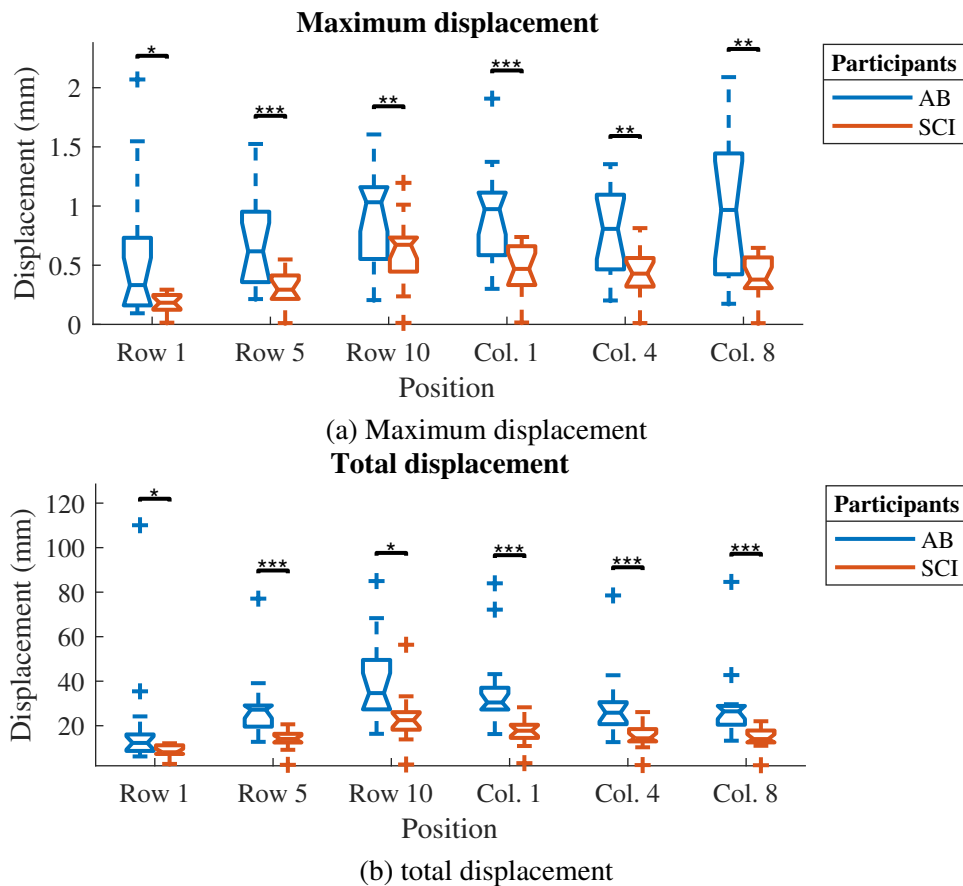 Maximum displacement
Displacement (mm)
2
1.5
1
0.5
0
* *** ** *** ** **
Row 1 Row 5 Row 10 Col. 1 Col. 4 Col. 8
Position
Participants
AB
SCI
(a) Maximum displacement
Total displacement
Displacement (mm)
120
100
80
60
40
20
* *** * *** *** ***
Row 1 Row 5 Row 10 Col. 1 Col. 4 Col. 8
Position
Participants
AB
SCI
(b) total displacement